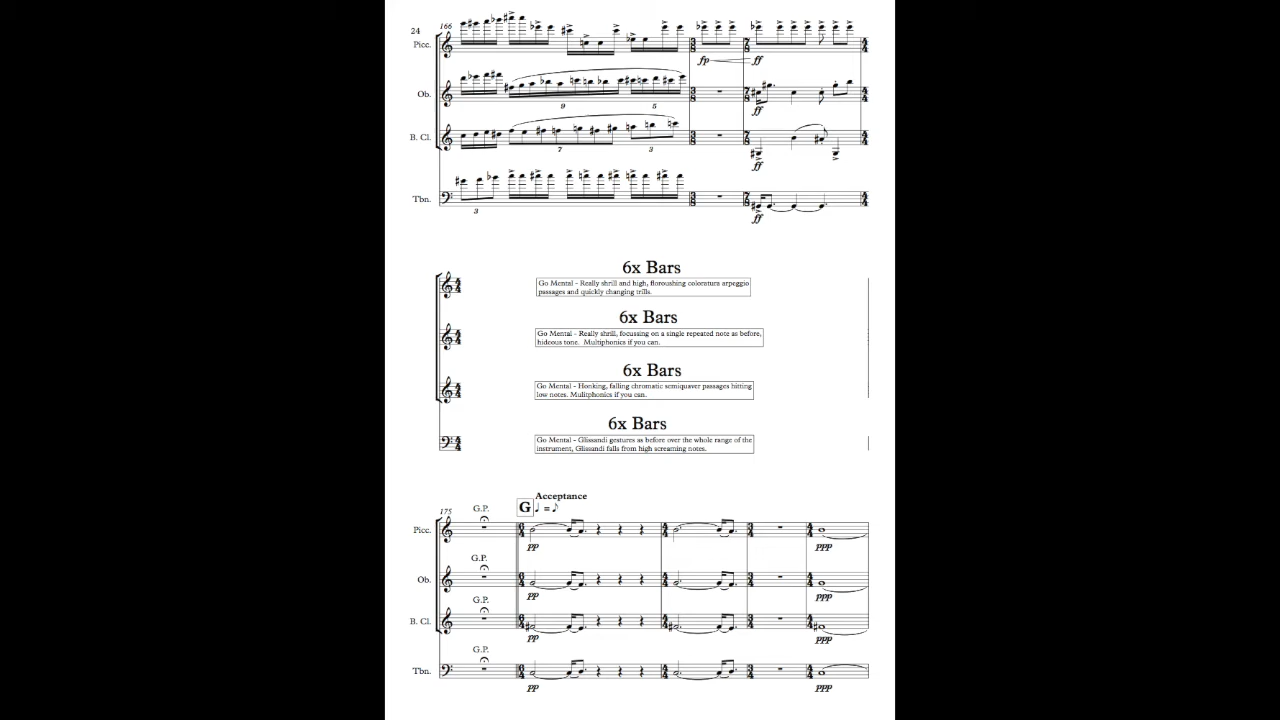 166
24
Picc.
fp
ff
Ob.
9
5
ff
B. Cl.
7
3
ff
Tbn.
3
ff
6x Bars
Go Mental - Really shrill and high, floroushing coloratura arpeggio
passages and quickly changing trills.
6x Bars
Go Mental - Really shrill, focussing on a single repeated note as before,
hideous tone. Multiphonics if you can.
6x Bars
Go Mental - Honking, falling chromatic semiquaver passages hitting
low notes. Mulitphonics if you can.
6x Bars
Go Mental - Glissandi gestures as before over the whole range of the
instrument, Glissandi falls from high screaming notes.
Acceptance
175
G.P.
G
♩ = ♪
Picc.
pp
ppp
G.P.
Ob.
pp
ppp
G.P.
B. Cl.
pp
ppp
G.P.
Tbn.
pp
ppp